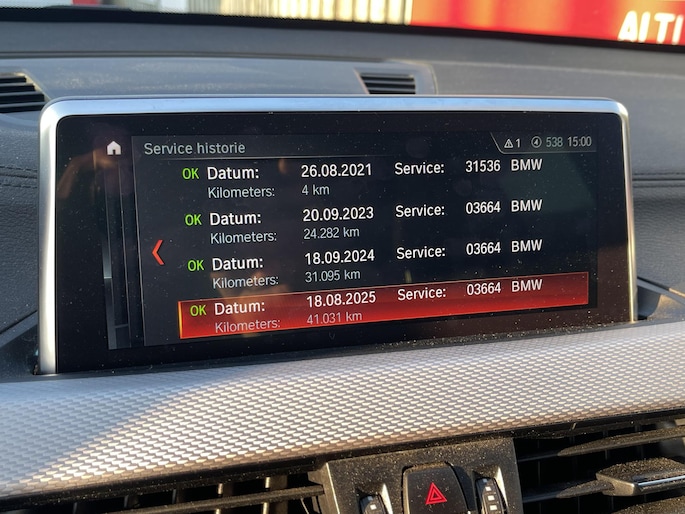 AI TI
Service historie 1 538 15:00
OK Datum: 26.08.2021 Service: 31536 BMW
Kilometers: 4 km
OK Datum: 20.09.2023 Service: 03664 BMW
Kilometers: 24.282 km
OK Datum: 18.09.2024 Service: 03664 BMW
Kilometers: 31.095 km
OK Datum: 18.08.2025 Service: 03664 BMW
Kilometers: 41.031 km